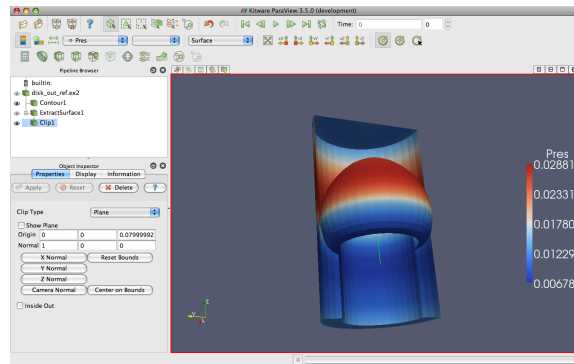 Kitware ParaView 3.5.0 (development)
Time: 0 0
Pres Surface
Pipeline Browser
builtin:
disk_out_ref.ex2
Contour1
ExtractSurface1
Clip1
Object Inspector
Properties Display Information
Apply Reset Delete ?
Clip Type Plane
Show Plane
Origin 0 0 0.07999992
Normal 1 0 0
X Normal Reset Bounds
Y Normal
Z Normal
Camera Normal Center on Bounds
Inside Out
Pres
0.02881
0.02331
0.01780
0.01229
0.00678
Z
Y
X